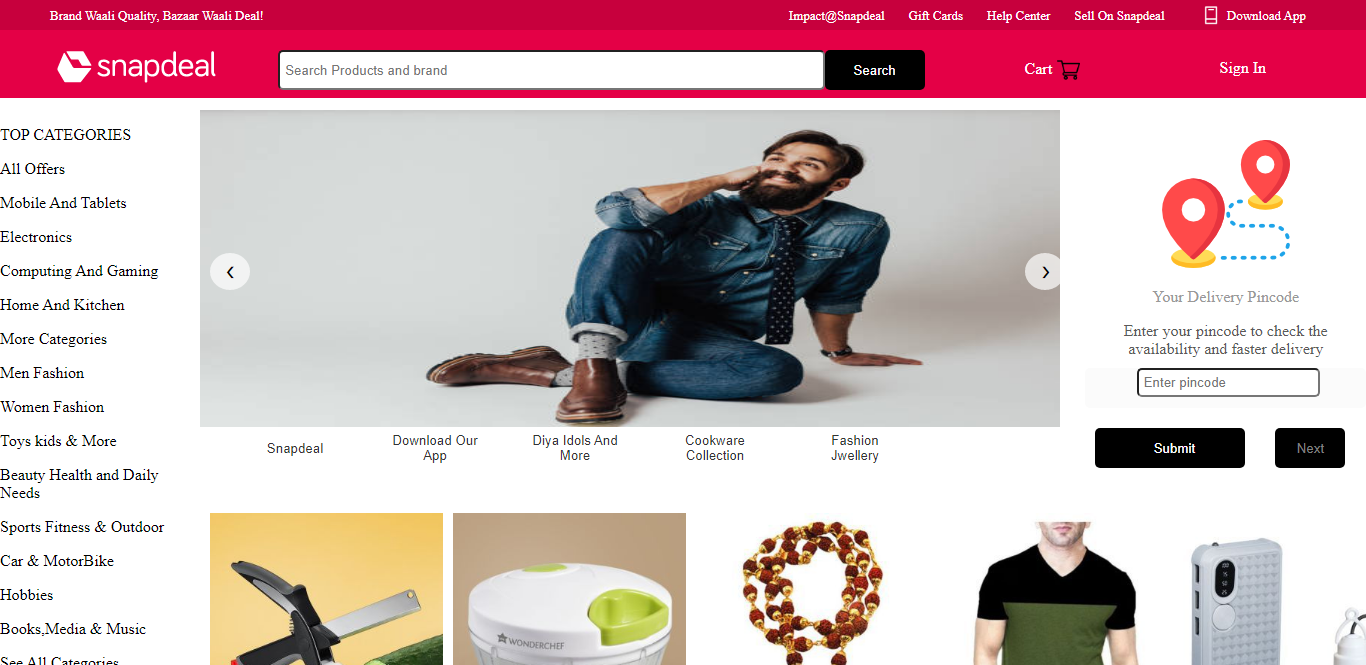 Brand Waali Quality, Bazaar Waali Deal!
Impact@Snapdeal
Gift Cards
Help Center
Sell On Snapdeal
Download App
snapdeal
Search Products and brand
Search
Cart
Sign In
TOP CATEGORIES
All Offers
Mobile And Tablets
Electronics
Computing And Gaming
Home And Kitchen
More Categories
Men Fashion
Women Fashion
Toys kids & More
Beauty Health and Daily
Needs
Sports Fitness & Outdoor
Car & MotorBike
Hobbies
Books,Media & Music
See All Categories
Snapdeal
Download Our
App
Diya Idols And
More
Cookware
Collection
Fashion
Jwellery
Your Delivery Pincode
Enter your pincode to check the
availability and faster delivery
Enter pincode
Submit
Next
WONDERCHEF
100
75
50
25